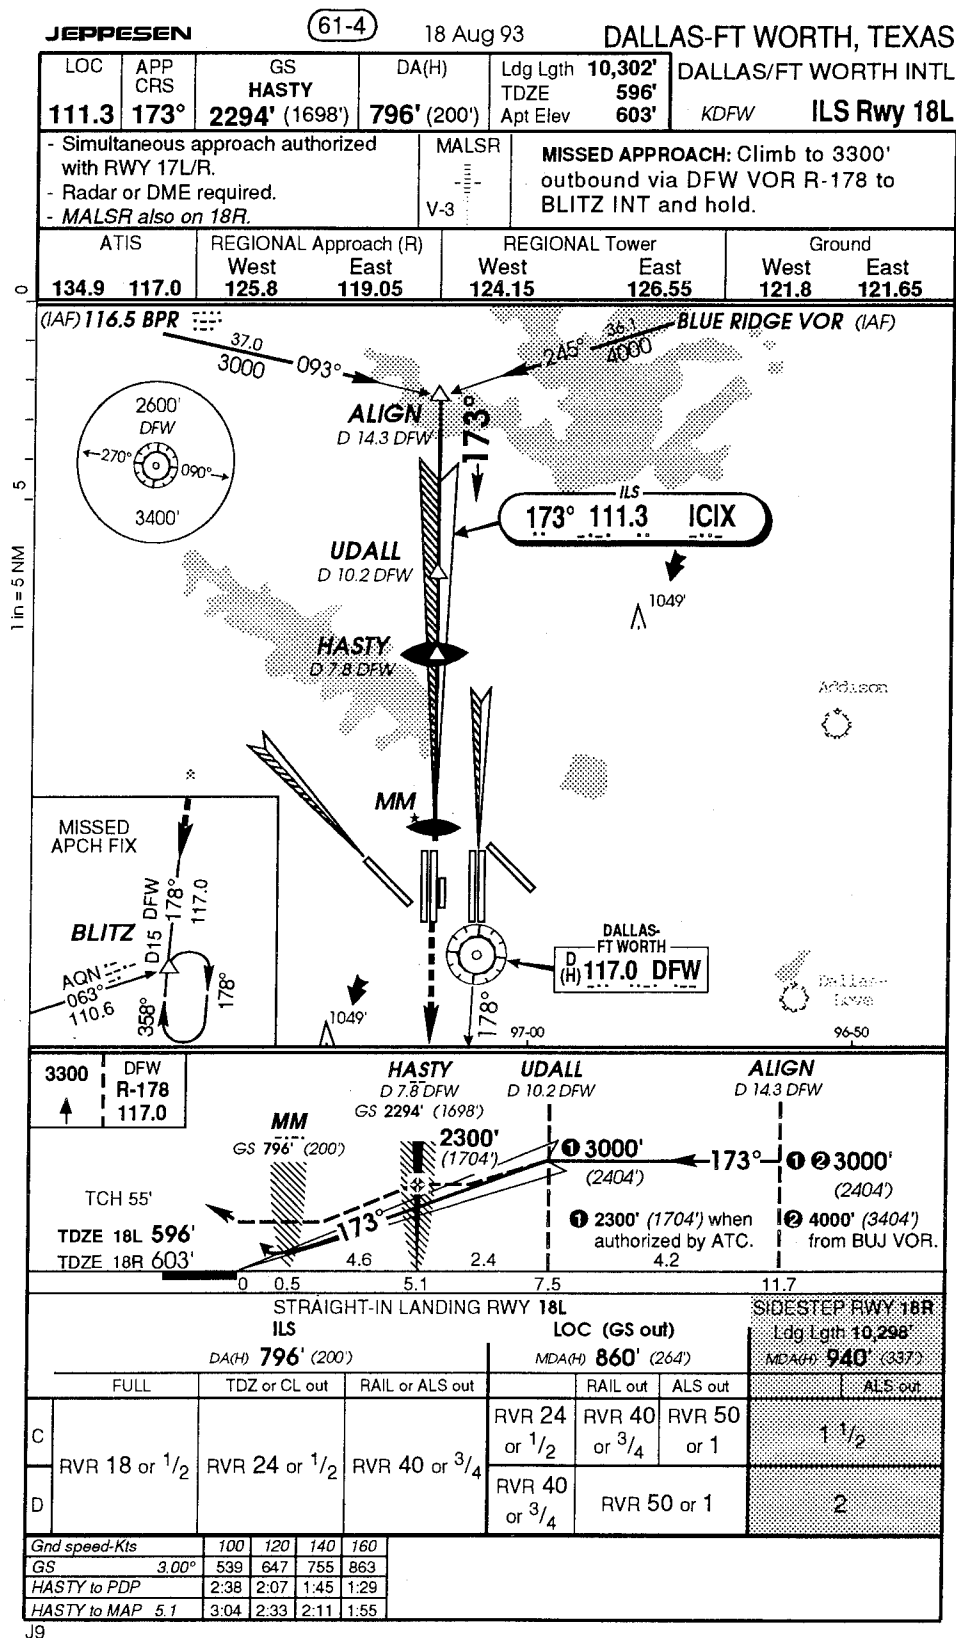 JEPPESEN
61-4
18 Aug 93
DALLAS-FT WORTH, TEXAS
LOC
111.3
APP
CRS
173°
GS
HASTY
2294' (1698')
DA(H)
796' (200')
Ldg Lgth 10,302'
TDZE 596'
Apt Elev 603'
DALLAS/FT WORTH INTL
KDFW ILS Rwy 18L
- Simultaneous approach authorized
with RWY 17L/R.
- Radar or DME required.
- MALSR also on 18R.
MALSR
V-3
MISSED APPROACH: Climb to 3300'
outbound via DFW VOR R-178 to
BLITZ INT and hold.
ATIS
134.9 117.0
REGIONAL Approach (R)
West East
125.8 119.05
REGIONAL Tower
West East
124.15 126.55
Ground
West East
121.8 121.65
0
5
1 in = 5 NM
(IAF) 116.5 BPR
37.0
3000
093°
36.1
BLUE RIDGE VOR (IAF)
245°
4000
ALIGN
D 14.3 DFW
173°
2600'
DFW
270°
090°
3400'
ILS
173° 111.3 ICIX
UDALL
D 10.2 DFW
1049'
HASTY
D 7.8 DFW
Addison
MM
MISSED
APCH FIX
D15 DFW
178°
117.0
BLITZ
AQN
063°
110.6
358°
178°
DALLAS-
FT WORTH
D
(H) 117.0 DFW
Dallas-
Love
1049'
178°
97-00
96-50
3300
DFW
R-178
117.0
HASTY
D 7.8 DFW
GS 2294' (1698')
UDALL
D 10.2 DFW
ALIGN
D 14.3 DFW
MM
GS 796' (200')
2300'
(1704')
1 3000'
(2404')
173°
1 2 3000'
(2404')
TCH 55'
173°
1 2300' (1704') when
authorized by ATC.
2 4000' (3404')
from BUJ VOR.
TDZE 18L 596'
TDZE 18R 603'
4.6 2.4 4.2
0 0.5 5.1 7.5 11.7
STRAIGHT-IN LANDING RWY 18L
ILS
DA(H) 796' (200')
LOC (GS out)
MDA(H) 860' (264')
SIDESTEP RWY 18R
Ldg Lgth 10,298'
MDA(H) 940' (337')
FULL TDZ or CL out RAIL or ALS out RAIL out ALS out ALS out
C
RVR 24
or 1/2
RVR 40
or 3/4
RVR 50
or 1
1 1/2
RVR 18 or 1/2 RVR 24 or 1/2 RVR 40 or 3/4
D
RVR 40
or 3/4
RVR 50 or 1
2
Gnd speed-Kts 100 120 140 160
GS 3.00° 539 647 755 863
HASTY to PDP 2:38 2:07 1:45 1:29
HASTY to MAP 5.1 3:04 2:33 2:11 1:55
J9